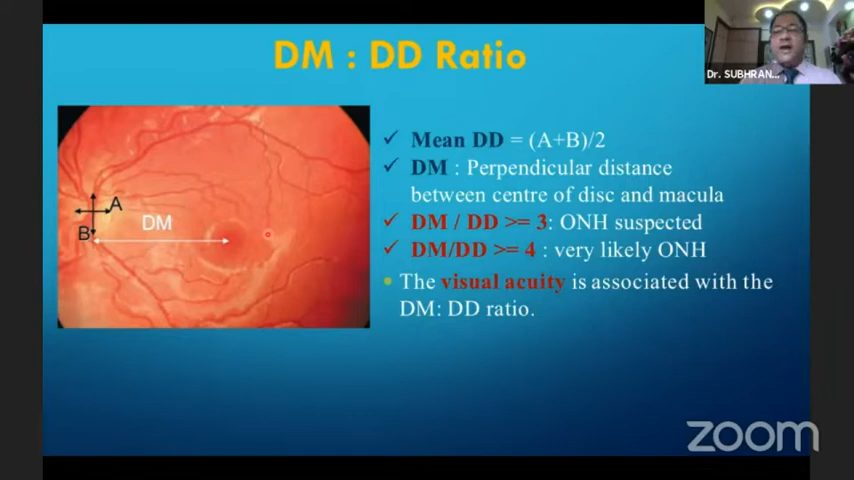 DM : DD Ratio
Dr. SUBHRAN...
Mean DD = (A+B)/2
DM : Perpendicular distance
between centre of disc and macula
DM / DD >= 3: ONH suspected
DM/DD >= 4 : very likely ONH
The visual acuity is associated with the
DM: DD ratio.
A
DM
B
zoom